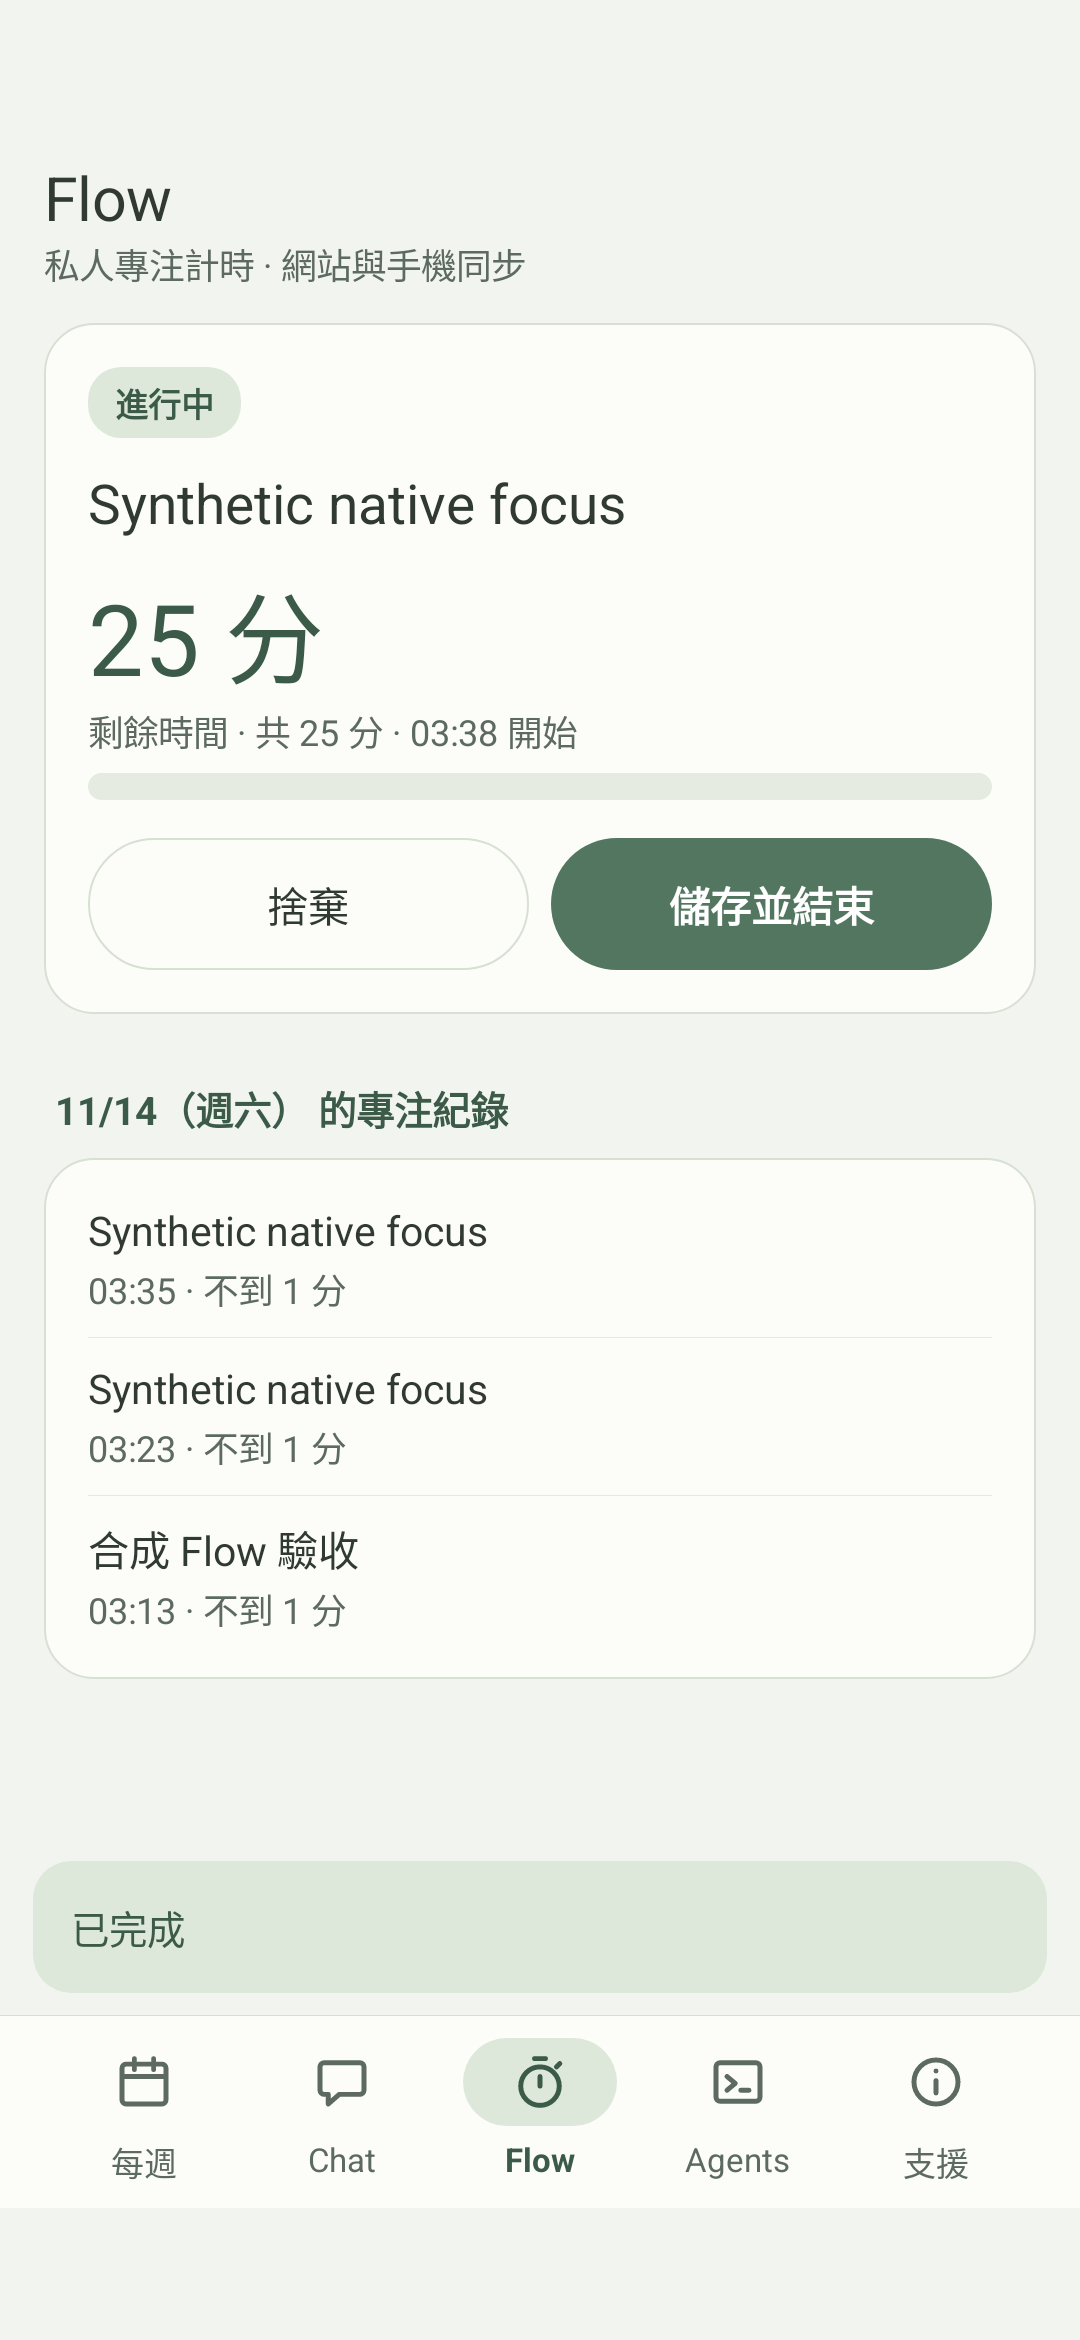 Flow
私人專注計時 · 網站與手機同步
進行中
Synthetic native focus
25 分
剩餘時間 · 共 25 分 · 03:38 開始
捨棄
儲存並結束
11/14（週六） 的專注紀錄
Synthetic native focus
03:35 · 不到 1 分
Synthetic native focus
03:23 · 不到 1 分
合成 Flow 驗收
03:13 · 不到 1 分
已完成
每週
Chat
Flow
Agents
支援